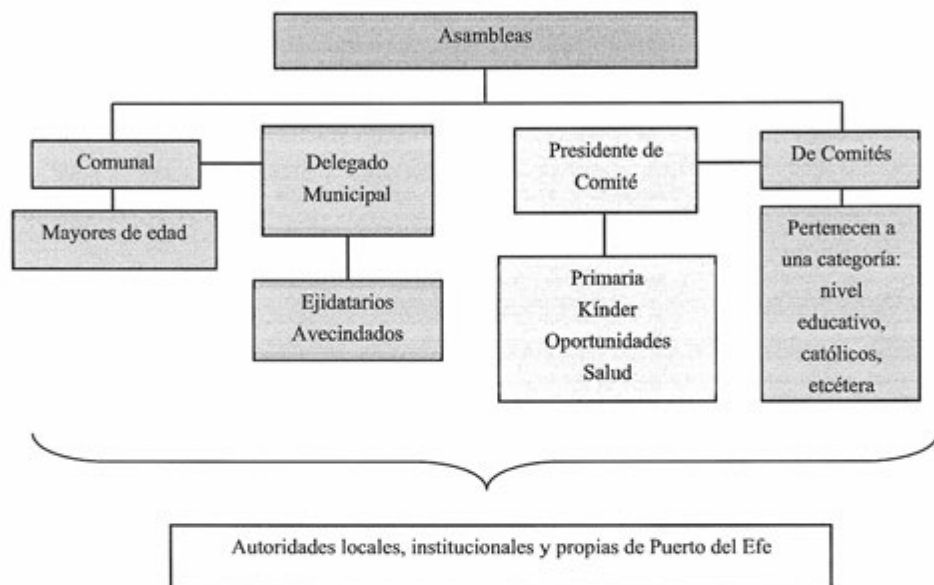 Asambleas
Comunal
Delegado
Municipal
Presidente de
Comité
De Comités
Mayores de edad
Ejidatarios
Avecindados
Primaria
Kínder
Oportunidades
Salud
Pertenecen a
una categoría:
nivel
educativo,
católicos,
etcétera
Autoridades locales, institucionales y propias de Puerto del Efe